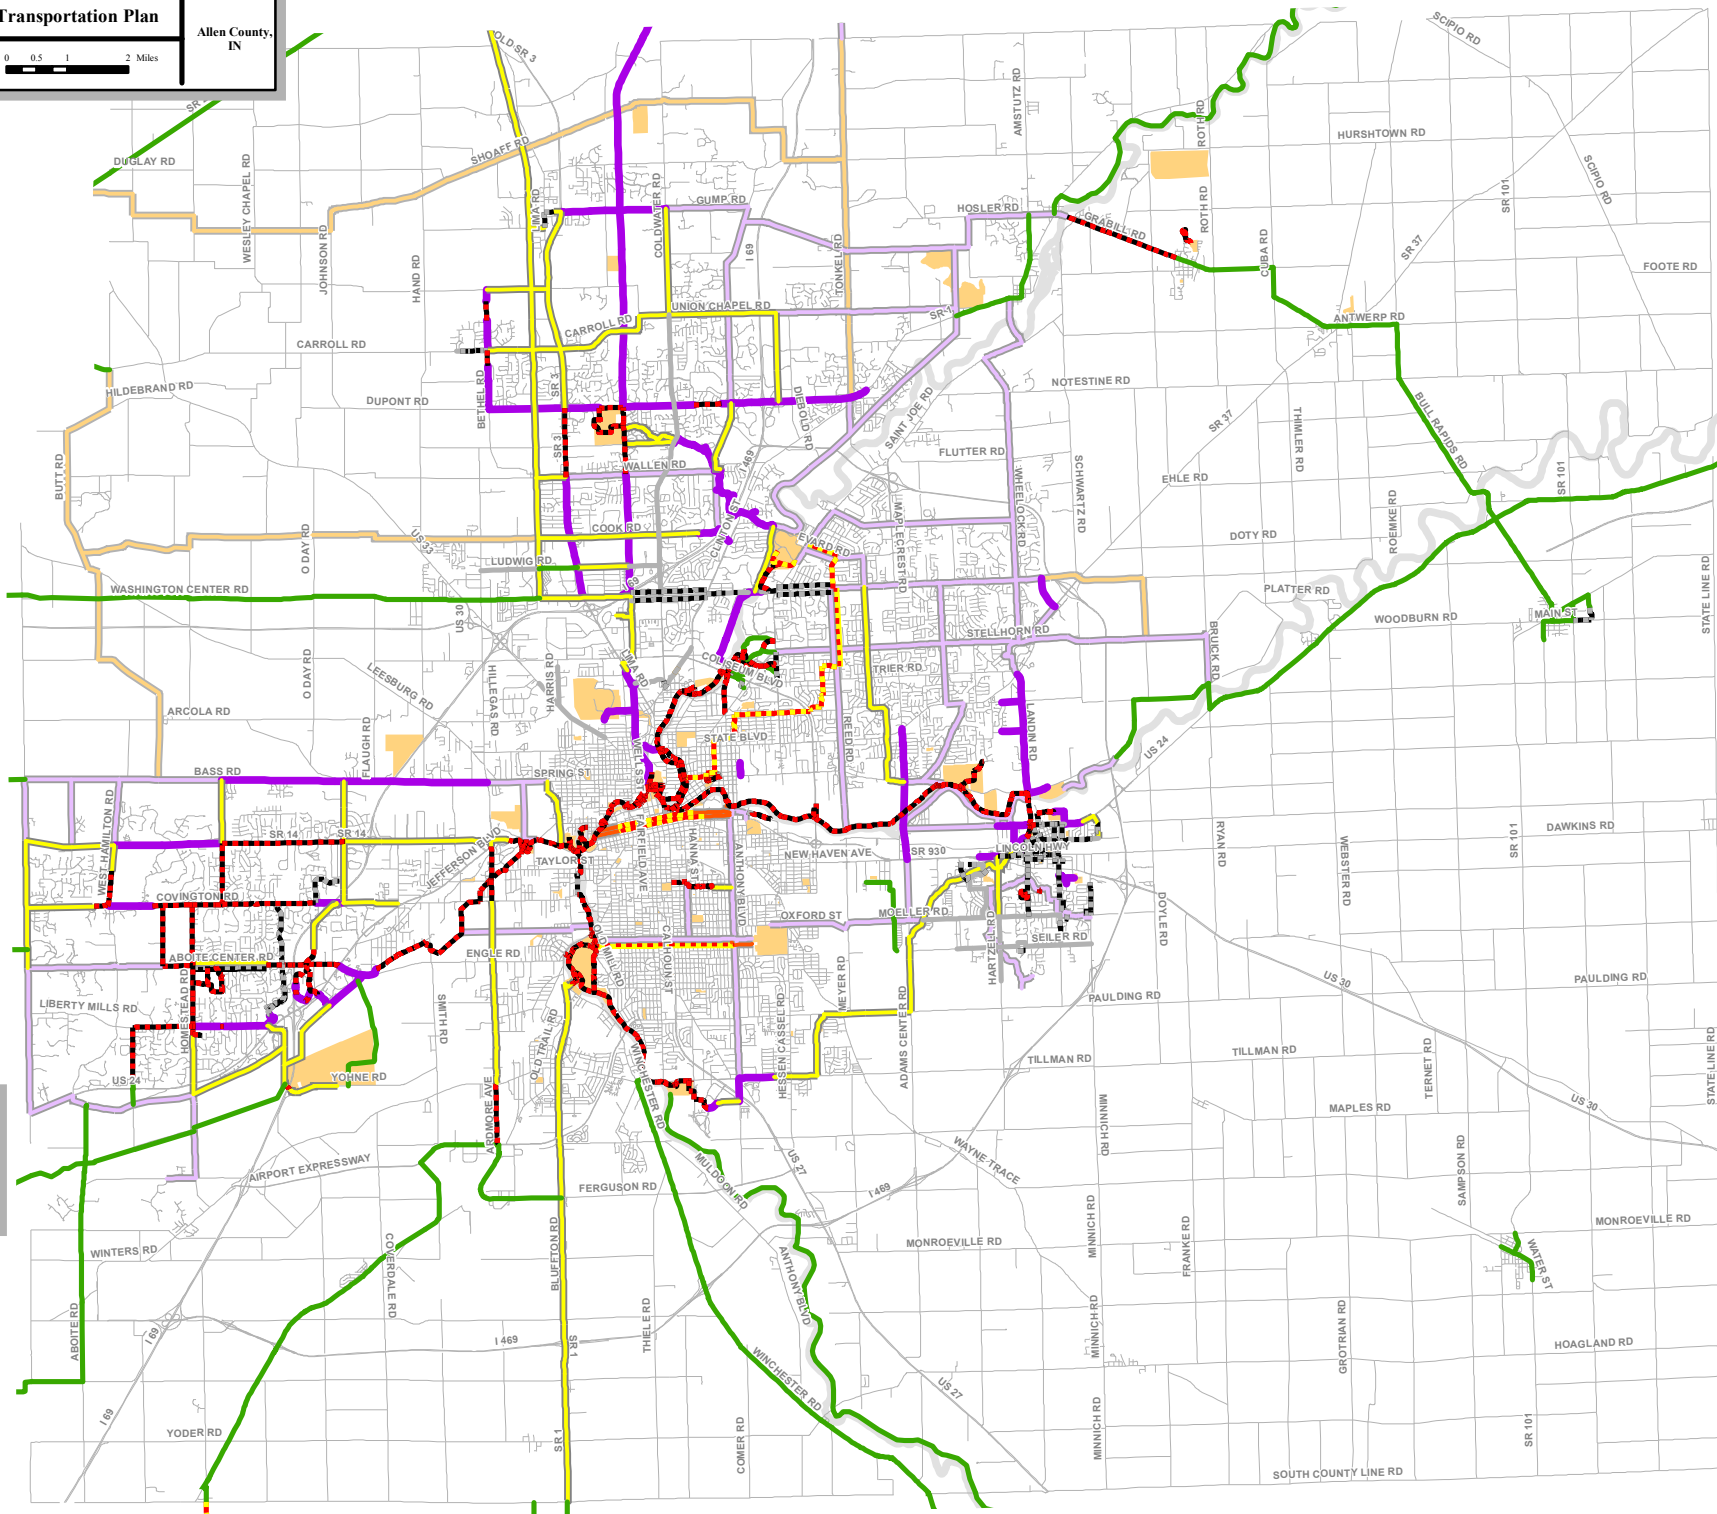 Transportation Plan
Allen County,
IN
0 0.5 1 2 Miles
OLD SR 3
SCIPIO RD
AMSTUTZ RD
ROTH RD
HURSHTOWN RD
SHOAFF RD
DUGLAY RD
WESLEY CHAPEL RD
SCIPIO RD
SR 101
LIMA RD
COLDWATER RD
GUMP RD
HOSLER RD
GRABILL RD
ROTH RD
JOHNSON RD
HAND RD
I 69
TONKEL RD
CUBA RD
SR 37
FOOTE RD
UNION CHAPEL RD
SR 1
CARROLL RD
ANTWERP RD
CARROLL RD
HILDEBRAND RD
DUPONT RD
BETHEL RD
SR 3
DIEBOLD RD
SAINT JOE RD
NOTESTINE RD
SR 37
THIMLER RD
BULL RAPIDS RD
BUTT RD
SR 3
WALLEN RD
I 469
FLUTTER RD
WHEELOCK RD
SCHWARTZ RD
EHLE RD
SR 101
O DAY RD
US 33
COOK RD
CLINTON ST
EVARD RD
MAPLECREST RD
DOTY RD
ROEMKE RD
LUDWIG RD
69
WASHINGTON CENTER RD
US 30
PLATTER RD
WOODBURN RD
MAIN ST
STATE LINE RD
STELLHORN RD
BRUICK RD
O DAY RD
LEESBURG RD
HILLEGAS RD
HARRIS RD
LIMA RD
COLISEUM BLVD
TRIER RD
ARCOLA RD
FLAUGH RD
WELLS ST
STATE BLVD
REED RD
LANDIN RD
US 24
BASS RD
SPRING ST
WEST HAMILTON RD
SR 14
SR 14
JEFFERSON BLVD
TAYLOR ST
FAIRFIELD AVE
HANNA ST
ANTHONY BLVD
NEW HAVEN AVE
SR 930
LINCOLN HWY
RYAN RD
WEBSTER RD
SR 101
DAWKINS RD
COVINGTON RD
OXFORD ST
MOELLER RD
HARTZELL RD
SEILER RD
DOYLE RD
ABOITE CENTER RD
ENGLE RD
OLD MILL RD
CALHOUN ST
MEYER RD
US 30
PAULDING RD
LIBERTY MILLS RD
HOMESTEAD RD
SMITH RD
HESSEN CASSEL RD
ADAMS CENTER RD
PAULDING RD
OLD TRAIL RD
WINCHESTER RD
TILLMAN RD
TILLMAN RD
TERNET RD
STATE LINE RD
US 24
YOHNE RD
ARDMORE AVE
MINNICH RD
MAPLES RD
US 30
AIRPORT EXPRESSWAY
MULDOON RD
US 27
WAYNE TRACE
SAMPSON RD
FERGUSON RD
I 469
WINTERS RD
COVERDALE RD
BLUFFTON RD
ANTHONY BLVD
MONROEVILLE RD
MINNICH RD
FRANKE RD
MONROEVILLE RD
WATER ST
ABOITE RD
I 69
I 469
SR 1
THIELE RD
WINCHESTER RD
MINNICH RD
GROTRIAN RD
HOAGLAND RD
I 69
YODER RD
SR 1
COMER RD
US 27
MINNICH RD
SR 101
SOUTH COUNTY LINE RD